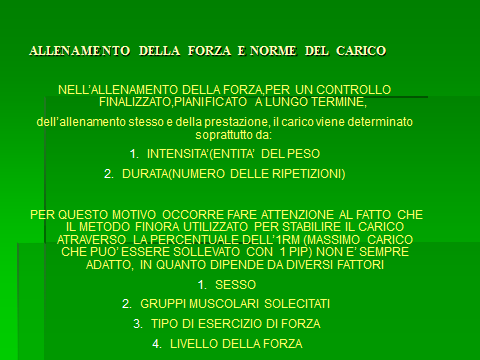 ALLENAMENTO DELLA FORZA E NORME DEL CARICO
NELL'ALLENAMENTO DELLA FORZA,PER UN CONTROLLO
FINALIZZATO,PIANIFICATO A LUNGO TERMINE,
dell'allenamento stesso e della prestazione, il carico viene determinato
soprattutto da:
1. INTENSITA'(ENTITA' DEL PESO
2. DURATA(NUMERO DELLE RIPETIZIONI)
PER QUESTO MOTIVO OCCORRE FARE ATTENZIONE AL FATTO CHE
IL METODO FINORA UTILIZZATO PER STABILIRE IL CARICO
ATRAVERSO LA PERCENTUALE DELL'1RM (MASSIMO CARICO
CHE PUO' ESSERE SOLLEVATO CON 1 PIP) NON E' SEMPRE
ADATTO, IN QUANTO DIPENDE DA DIVERSI FATTORI
1. SESSO
2. GRUPPI MUSCOLARI SOLECITATI
3. TIPO DI ESERCIZIO DI FORZA
4. LIVELLO DELLA FORZA